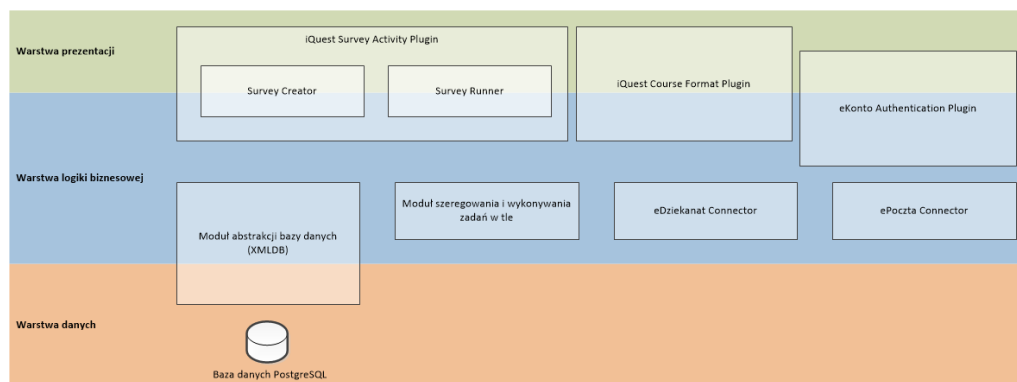 Warstwa prezentacji
iQuest Survey Activity Plugin
Survey Creator
Survey Runner
iQuest Course Format Plugin
eKonto Authentication Plugin
Warstwa logiki biznesowej
Moduł abstrakcji bazy danych
(XMLDB)
Moduł szeregowania i wykonywania
zadań w tle
eDziekanat Connector
ePoczta Connector
Warstwa danych
Baza danych PostgreSQL